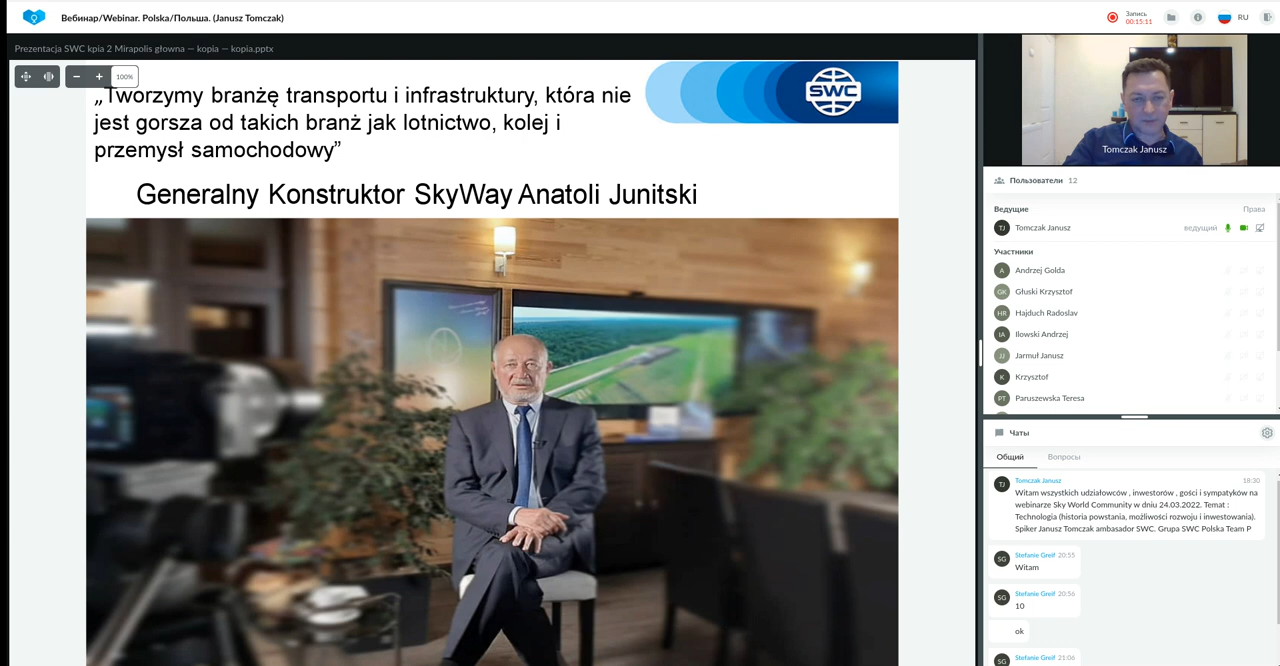 Вебинар/Webinar. Polska/Польша. (Janusz Tomczak)
Запись
00:15:11
RU
Prezentacja SWC kpia 2 Mirapolis głowna — kopia — kopia.pptx
100%
„Tworzymy branżę transportu i infrastruktury, która nie
jest gorsza od takich branż jak lotnictwo, kolej i
przemysł samochodowy”
SWC
Generalny Konstruktor SkyWay Anatoli Junitski
Tomczak Janusz
Пользователи 12
Ведущие Права
TJ Tomczak Janusz ведущий
Участники
A Andrzej Golda
GK Głuski Krzysztof
HR Hajduch Radoslav
IA Ilowski Andrzej
JJ Jarmuł Janusz
K Krzysztof
PT Paruszewska Teresa
Чаты
Общий Вопросы
TJ Tomczak Janusz 18:30
Witam wszystkich udziałowców , inwestorów , gości i sympatyków na
webinarze Sky World Community w dniu 24.03.2022. Temat :
Technologia (historia powstania, możliwości rozwoju i inwestowania).
Spiker Janusz Tomczak ambasador SWC. Grupa SWC Polska Team P
SG Stefanie Greif 20:55
Witam
SG Stefanie Greif 20:56
10
ok
SG Stefanie Greif 21:06